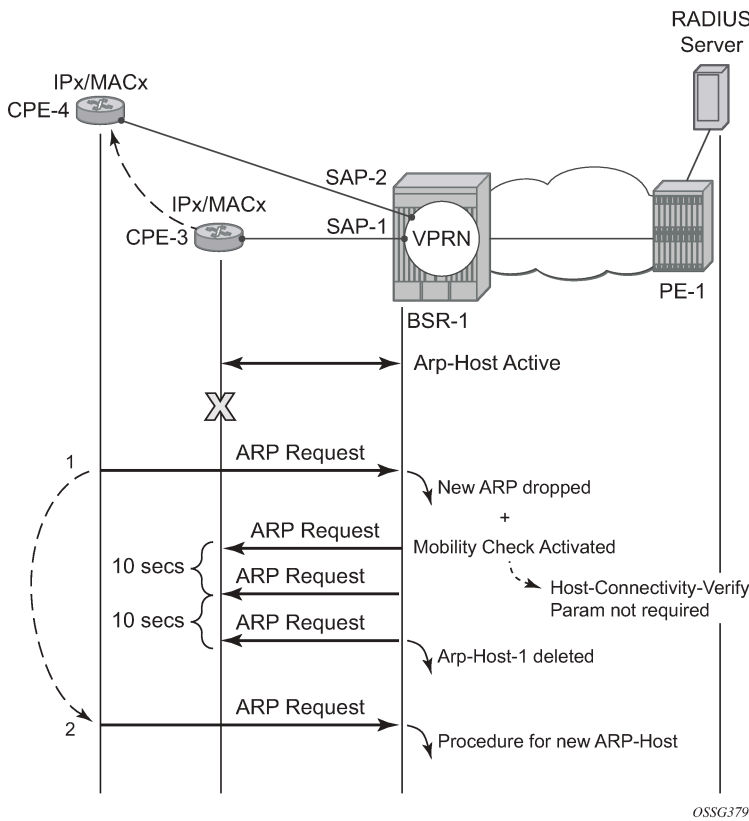 RADIUS
Server
IPx/MACx
CPE-4
SAP-2
IPx/MACx
CPE-3
SAP-1
VPRN
PE-1
BSR-1
Arp-Host Active
X
1
ARP Request
New ARP dropped
+
ARP Request
Mobility Check Activated
10 secs
ARP Request
Host-Connectivity-Verify
Param not required
10 secs
ARP Request
Arp-Host-1 deleted
2
ARP Request
Procedure for new ARP-Host
OSSG379